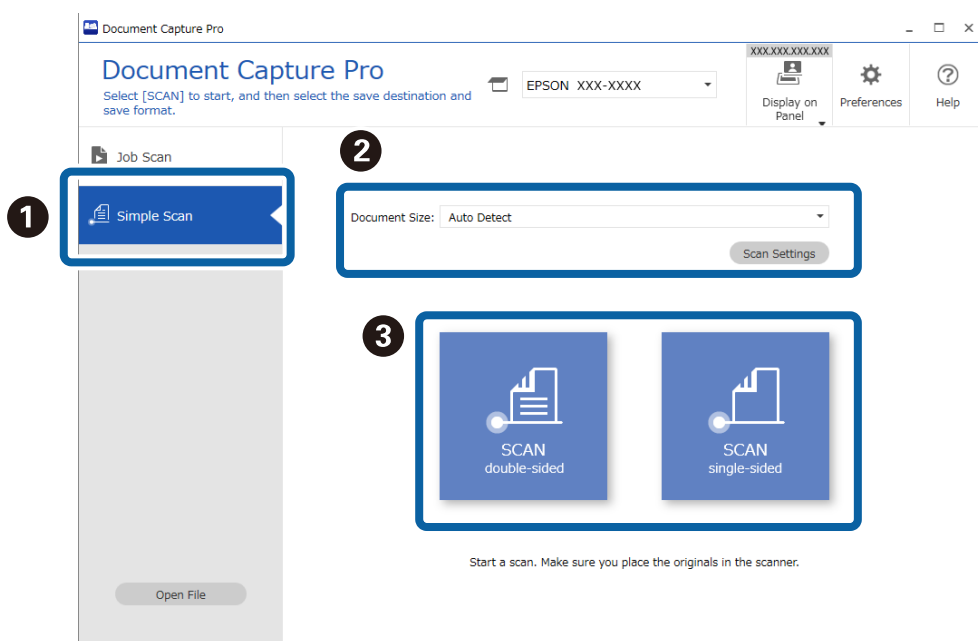 Document Capture Pro
Document Capture Pro
Select [SCAN] to start, and then select the save destination and
save format.
EPSON XXX-XXXX
XXX.XXX.XXX.XXX
Display on
Panel
Preferences
Help
Job Scan
1
Simple Scan
2
Document Size: Auto Detect
Scan Settings
3
SCAN
double-sided
SCAN
single-sided
Start a scan. Make sure you place the originals in the scanner.
Open File